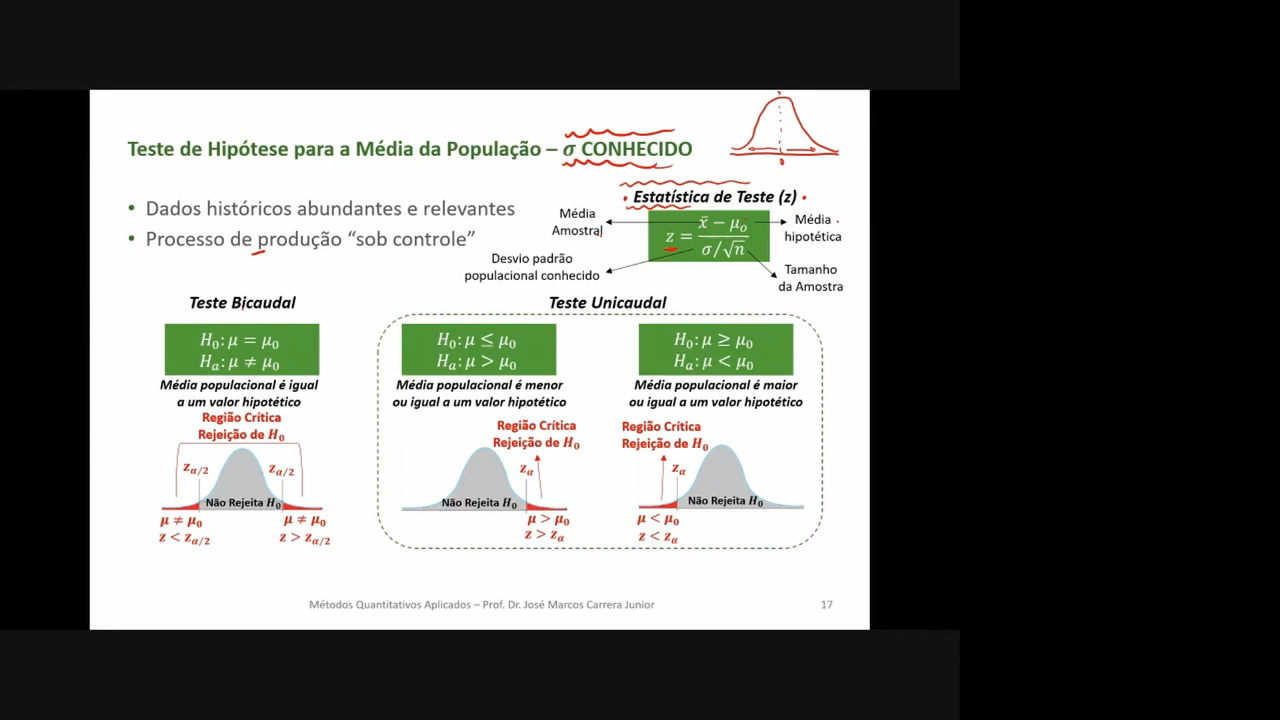 Teste de Hipótese para a Média da População – σ CONHECIDO
• Dados históricos abundantes e relevantes
• Processo de produção “sob controle”
Estatística de Teste (z)
Média
Amostral
z = (x̄ − μ₀) / (σ/√n)
Média
hipotética
Desvio padrão
populacional conhecido
Tamanho
da Amostra
Teste Bicaudal
H₀: μ = μ₀
Hₐ: μ ≠ μ₀
Média populacional é igual
a um valor hipotético
Região Crítica
Rejeição de H₀
z_{α/2} z_{α/2}
Não Rejeita H₀
μ ≠ μ₀ μ ≠ μ₀
z < z_{α/2} z > z_{α/2}
Teste Unicaudal
H₀: μ ≤ μ₀
Hₐ: μ > μ₀
Média populacional é menor
ou igual a um valor hipotético
Região Crítica
Rejeição de H₀
z_α
Não Rejeita H₀
μ > μ₀
z > z_α
H₀: μ ≥ μ₀
Hₐ: μ < μ₀
Média populacional é maior
ou igual a um valor hipotético
Região Crítica
Rejeição de H₀
z_α
Não Rejeita H₀
μ < μ₀
z < z_α
Métodos Quantitativos Aplicados – Prof. Dr. José Marcos Carrera Junior
17